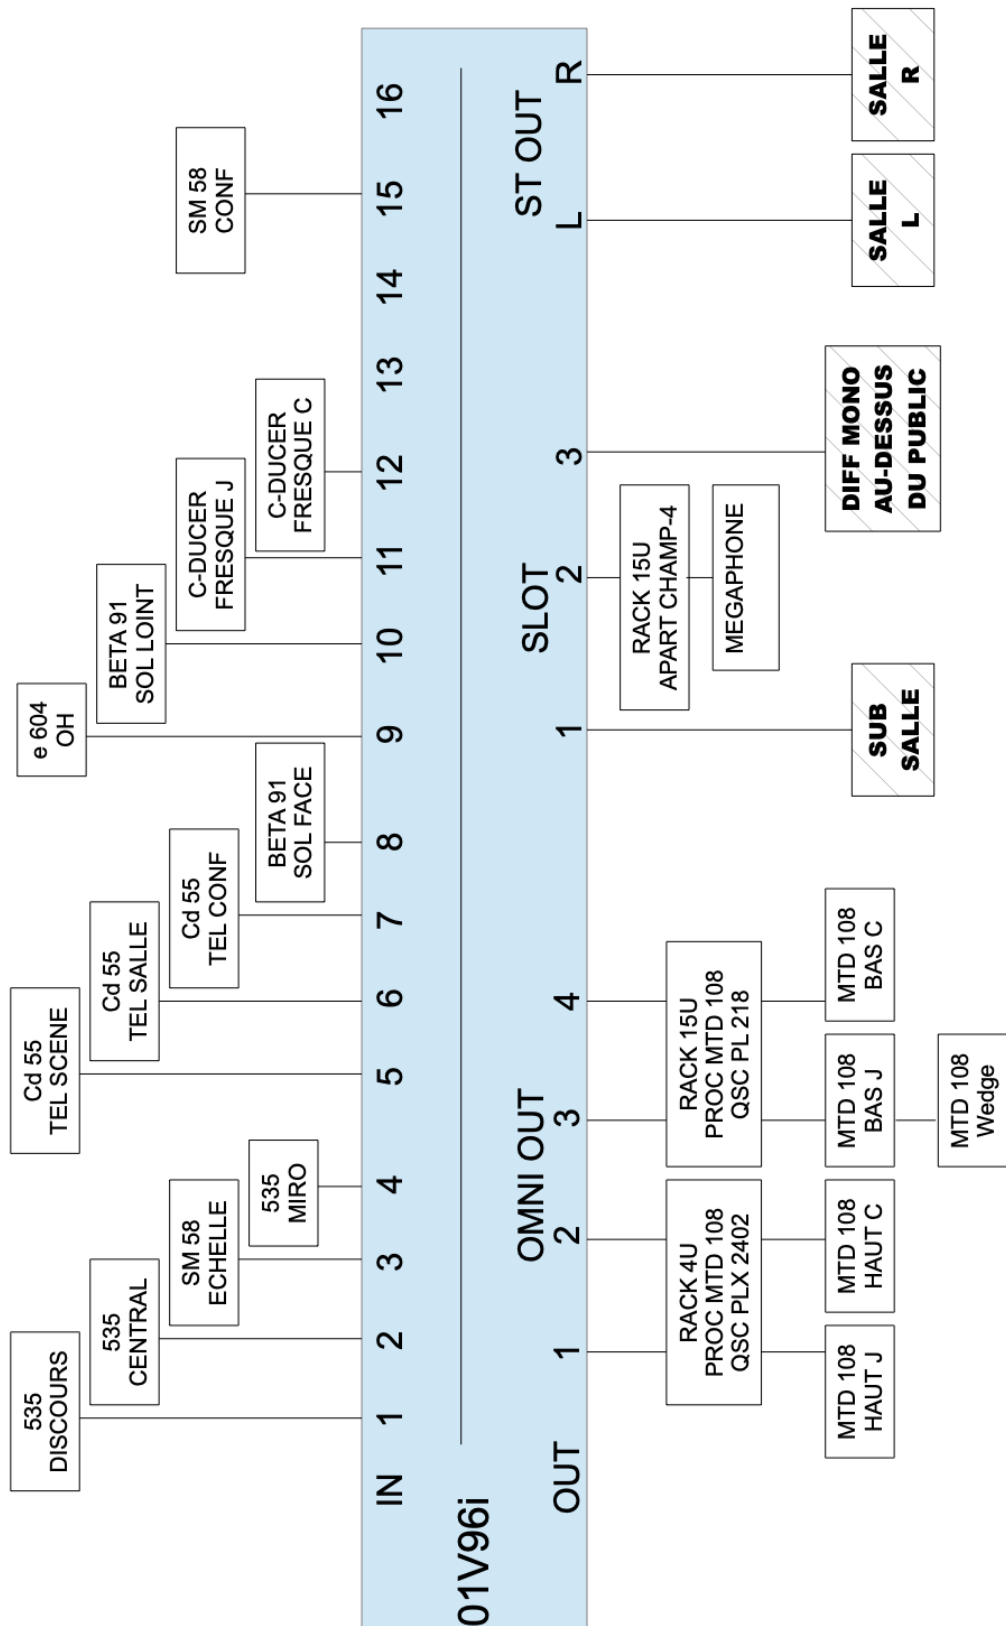 535
DISCOURS
535
CENTRAL
SM 58
ECHELLE
535
MIRO
Cd 55
TEL SCENE
Cd 55
TEL SALLE
Cd 55
TEL CONF
BETA 91
SOL FACE
e 604
OH
BETA 91
SOL LOINT
C-DUCER
FRESQUE J
C-DUCER
FRESQUE C
SM 58
CONF
IN 1 2 3 4 5 6 7 8 9 10 11 12 13 14 15 16
01V96i
OMNI OUT
SLOT
ST OUT
OUT 1 2 3 4 1 2 3 L R
RACK 4U
PROC MTD 108
QSC PLX 2402
RACK 15U
PROC MTD 108
QSC PL 218
RACK 15U
APART CHAMP-4
MEGAPHONE
MTD 108
HAUT J
MTD 108
HAUT C
MTD 108
BAS J
MTD 108
BAS C
MTD 108
Wedge
SUB
SALLE
DIFF MONO
AU-DESSUS
DU PUBLIC
SALLE
L
SALLE
R